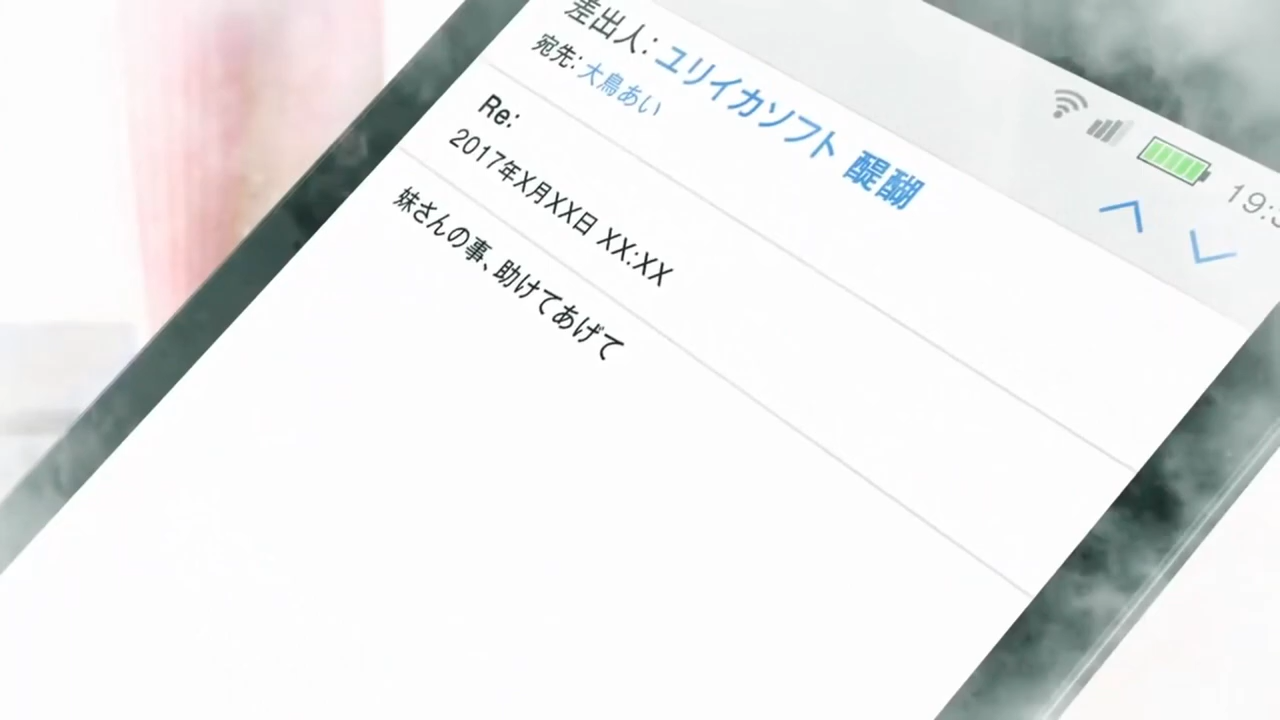 19:3
差出人: ユリイカソフト 醍醐
宛先: 大鳥あい
Re:
2017年X月XX日 XX:XX
妹さんの事、助けてあげて